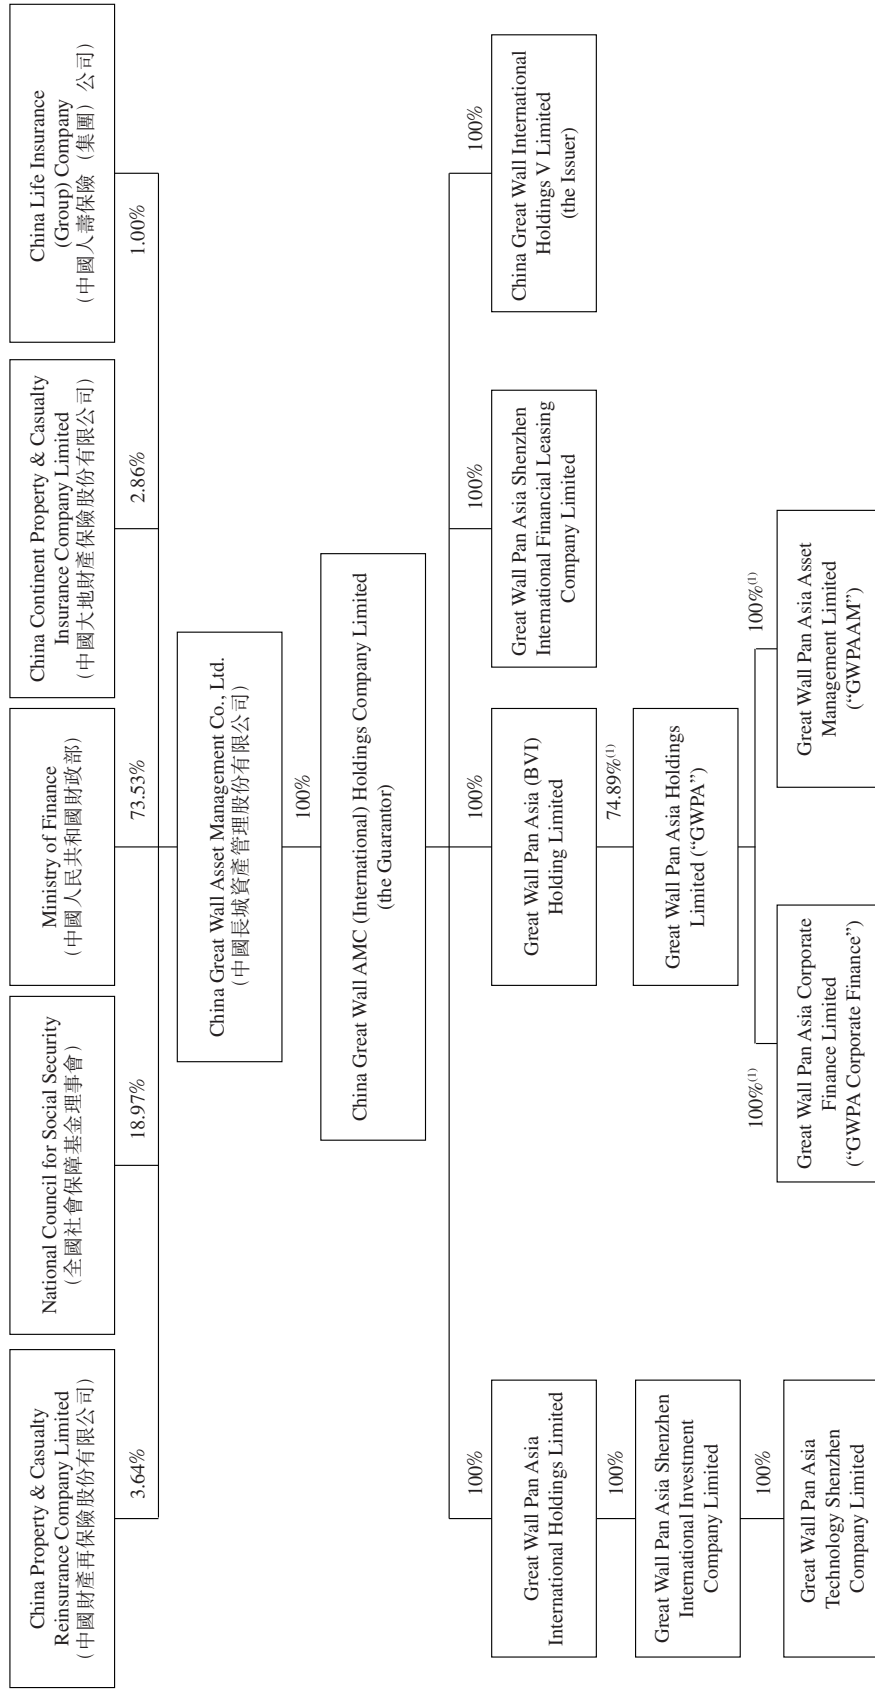 China Property & Casualty
Reinsurance Company Limited
(中國財產再保險股份有限公司)
National Council for Social Security
(全國社會保障基金理事會)
Ministry of Finance
(中國人民共和國財政部)
China Continent Property & Casualty
Insurance Company Limited
(中國大地財產保險股份有限公司)
China Life Insurance
(Group) Company
(中國人壽保險(集團)公司)
3.64%
18.97%
73.53%
2.86%
1.00%
China Great Wall Asset Management Co., Ltd.
(中國長城資產管理股份有限公司)
100%
China Great Wall AMC (International) Holdings Company Limited
(the Guarantor)
100%
100%
100%
100%
Great Wall Pan Asia
International Holdings Limited
Great Wall Pan Asia (BVI)
Holding Limited
Great Wall Pan Asia Shenzhen
International Financial Leasing
Company Limited
China Great Wall International
Holdings V Limited
(the Issuer)
100%
74.89%(1)
Great Wall Pan Asia Shenzhen
International Investment
Company Limited
Great Wall Pan Asia Holdings
Limited (“GWPA”)
100%
100%(1)
100%(1)
Great Wall Pan Asia
Technology Shenzhen
Company Limited
Great Wall Pan Asia Corporate
Finance Limited
(“GWPA Corporate Finance”)
Great Wall Pan Asia Asset
Management Limited
(“GWPAAM”)